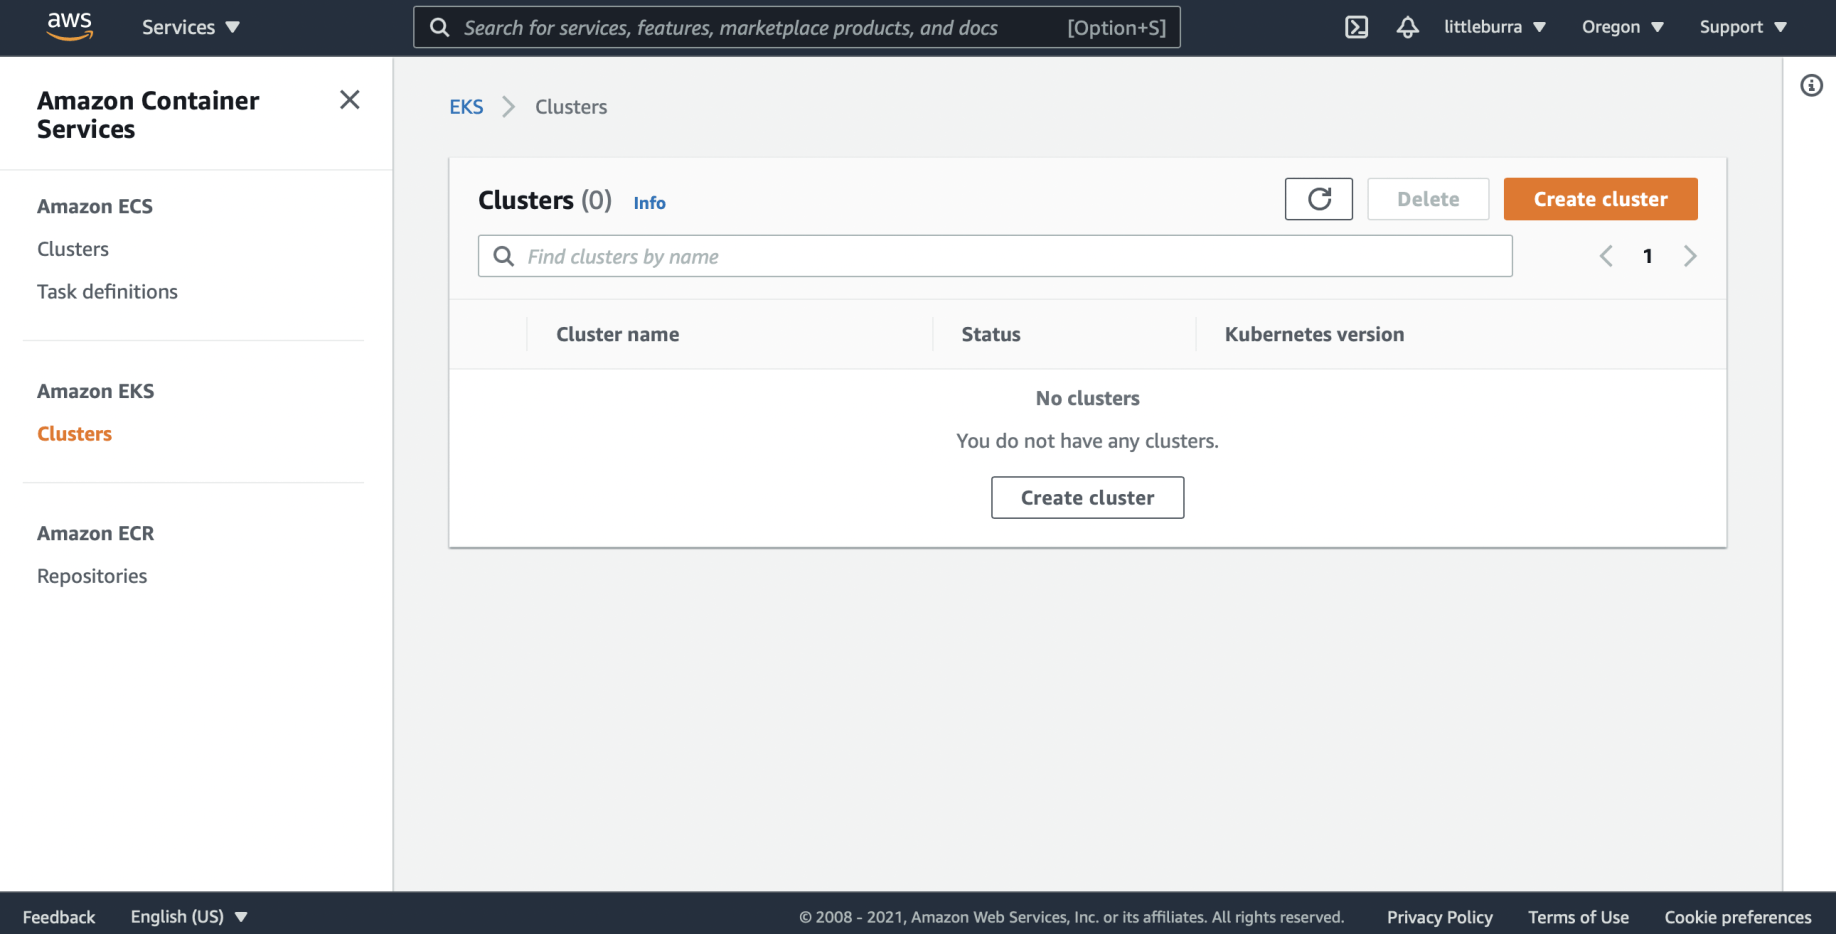 aws
Services
Search for services, features, marketplace products, and docs
[Option+S]
littleburra
Oregon
Support
Amazon Container
Services
Amazon ECS
Clusters
Task definitions
Amazon EKS
Clusters
Amazon ECR
Repositories
EKS
Clusters
Clusters (0)
Info
Delete
Create cluster
Find clusters by name
1
Cluster name
Status
Kubernetes version
No clusters
You do not have any clusters.
Create cluster
Feedback
English (US)
© 2008 - 2021, Amazon Web Services, Inc. or its affiliates. All rights reserved.
Privacy Policy
Terms of Use
Cookie preferences